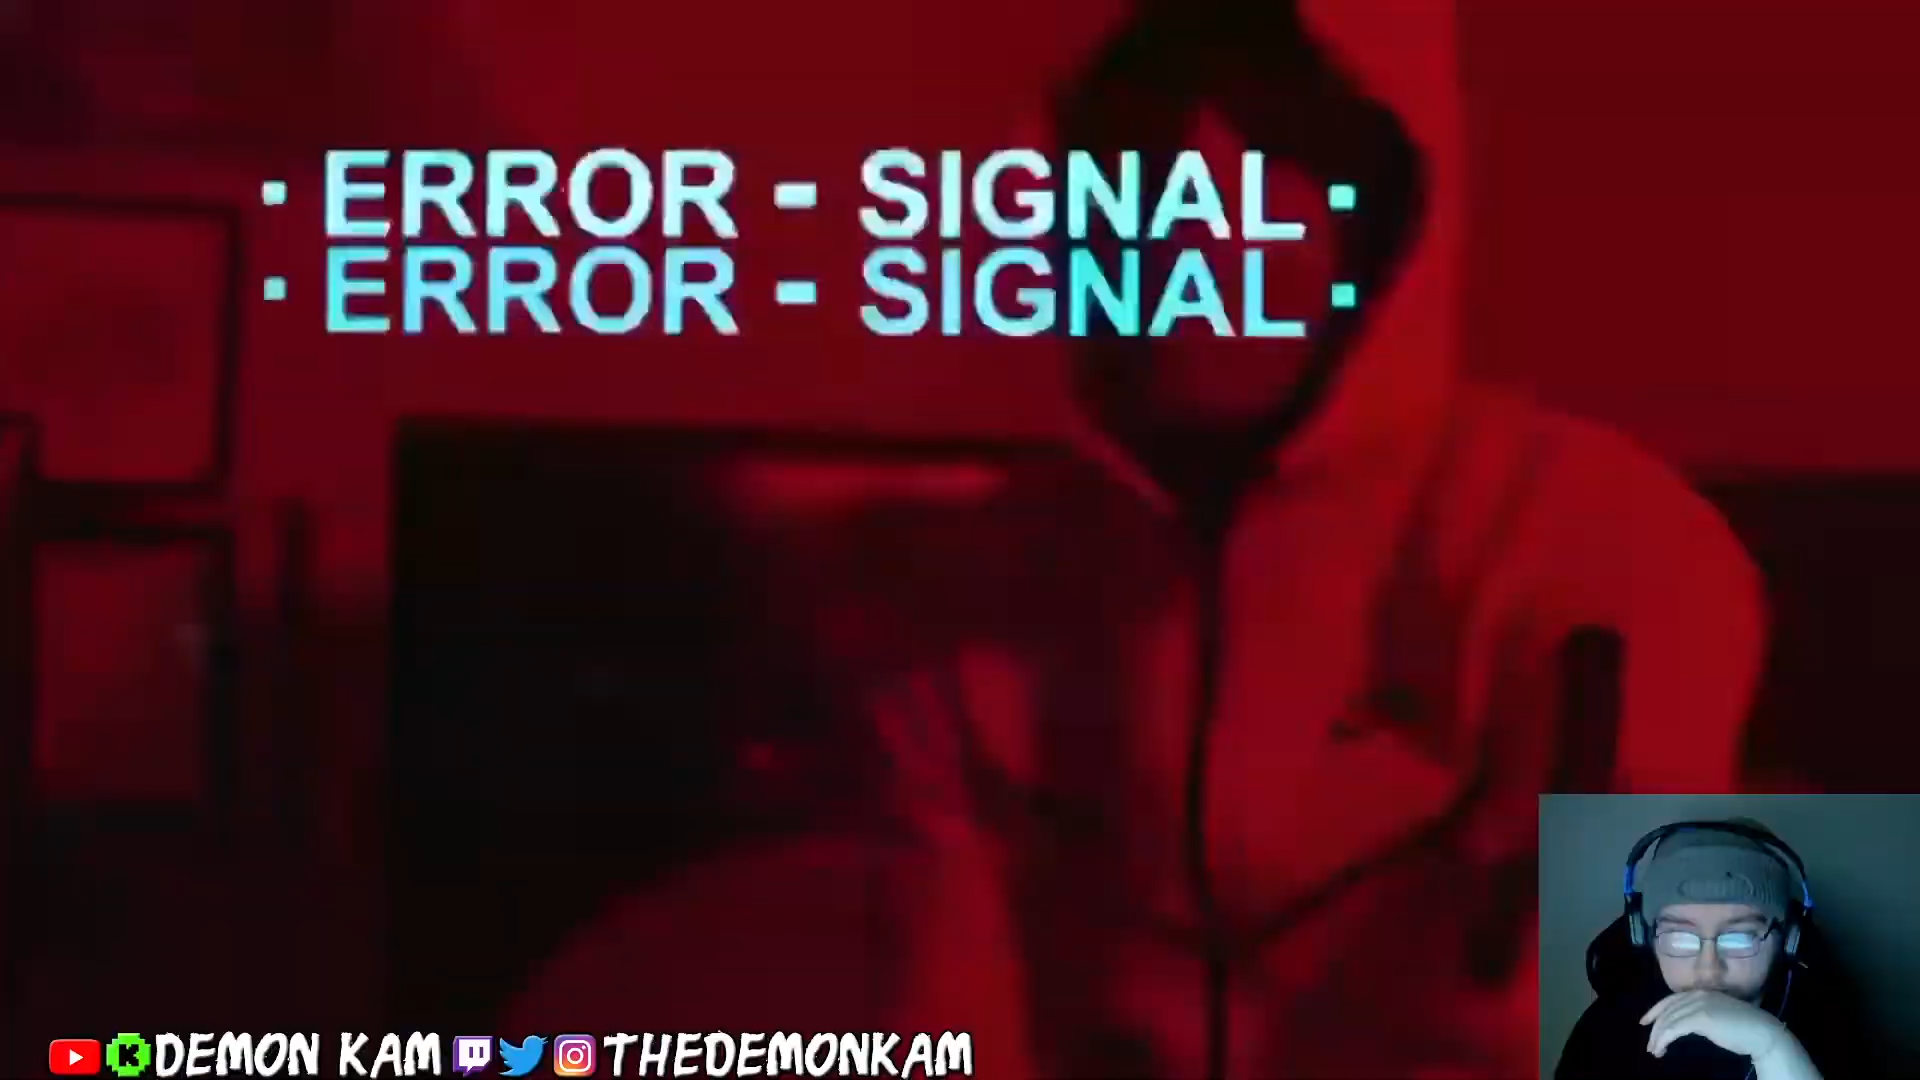 · ERROR - SIGNAL ·
· ERROR - SIGNAL ·
DEMON KAM THEDEMONKAM